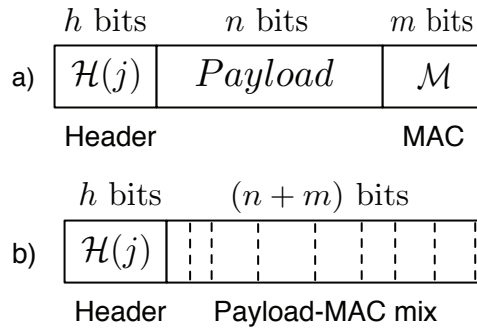 h bits n bits m bits
a) H(j) Payload M
Header MAC
h bits (n + m) bits
b) H(j)
Header Payload-MAC mix